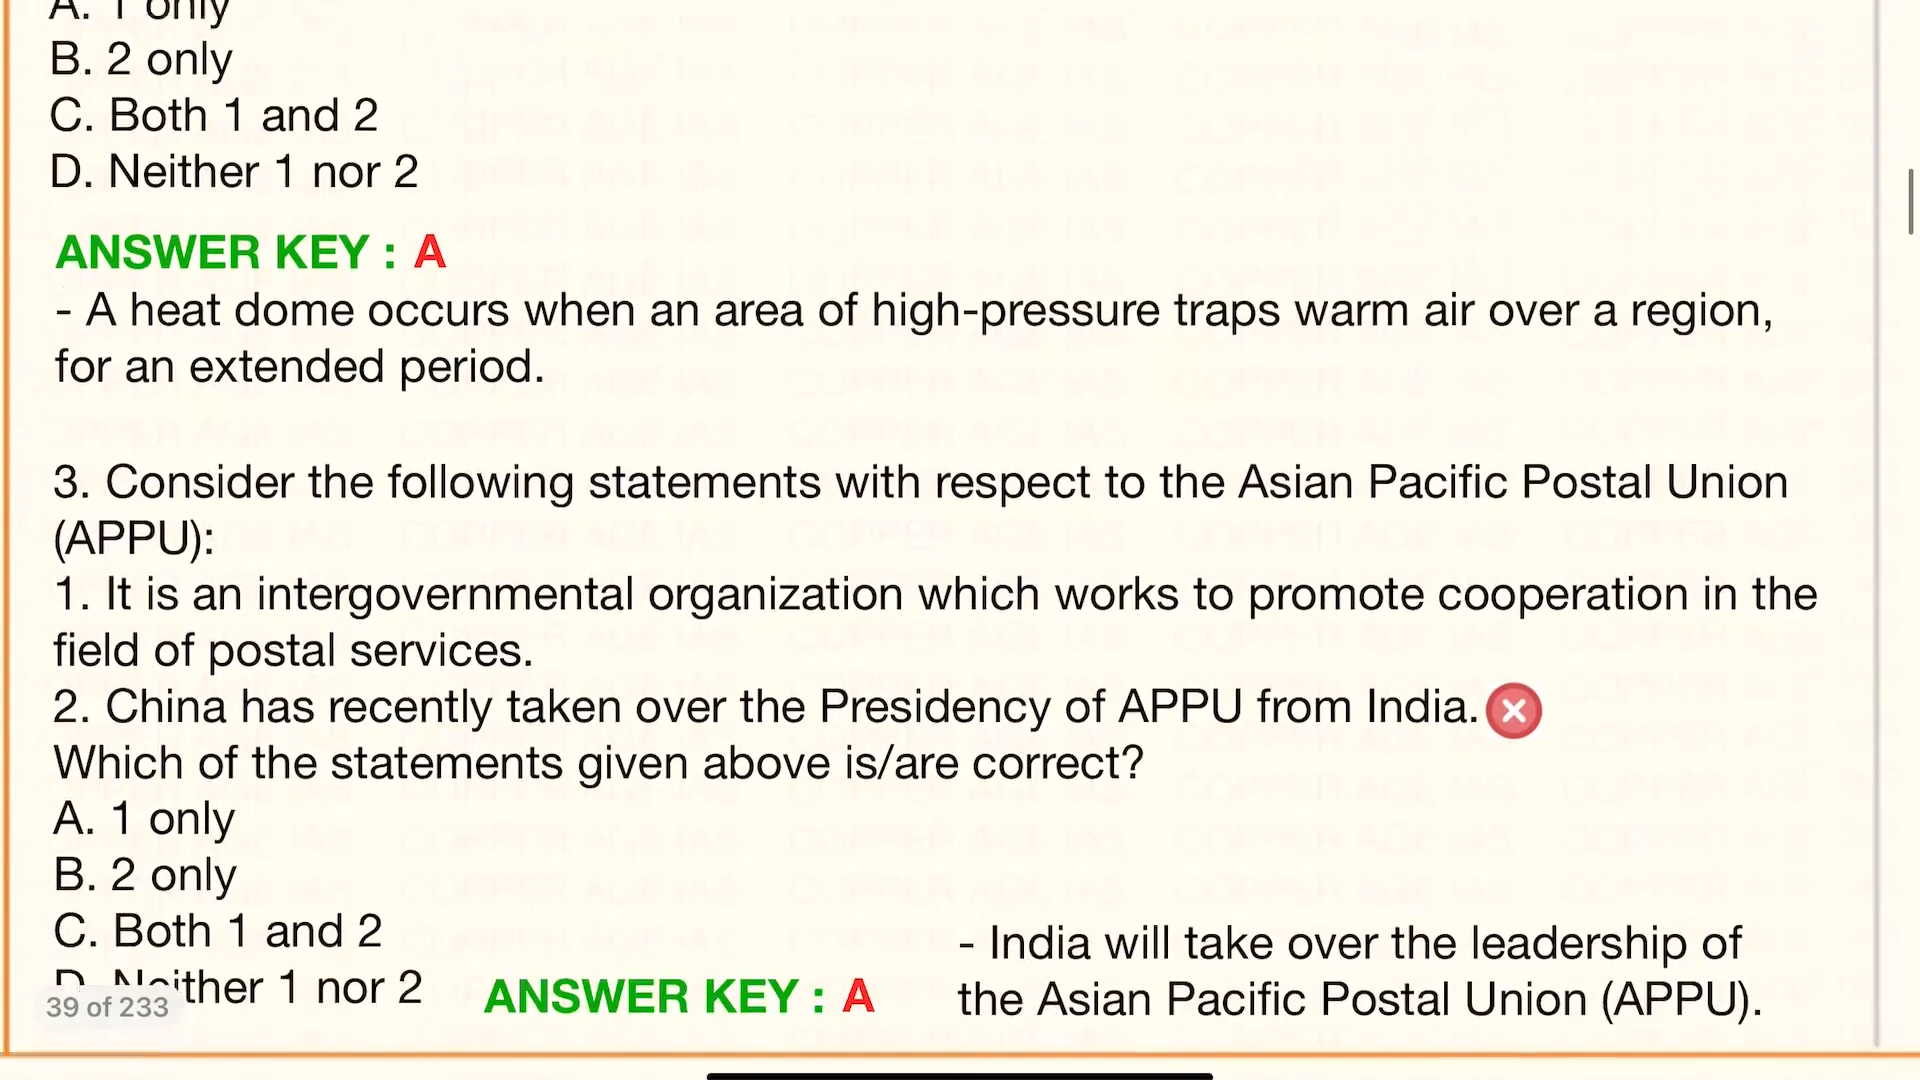 A. 1 only
B. 2 only
C. Both 1 and 2
D. Neither 1 nor 2
ANSWER KEY : A
- A heat dome occurs when an area of high-pressure traps warm air over a region,
for an extended period.
3. Consider the following statements with respect to the Asian Pacific Postal Union
(APPU):
1. It is an intergovernmental organization which works to promote cooperation in the
field of postal services.
2. China has recently taken over the Presidency of APPU from India.
Which of the statements given above is/are correct?
A. 1 only
B. 2 only
C. Both 1 and 2
D. Neither 1 nor 2
39 of 233
ANSWER KEY : A
- India will take over the leadership of
the Asian Pacific Postal Union (APPU).
COPPER AGE IAS